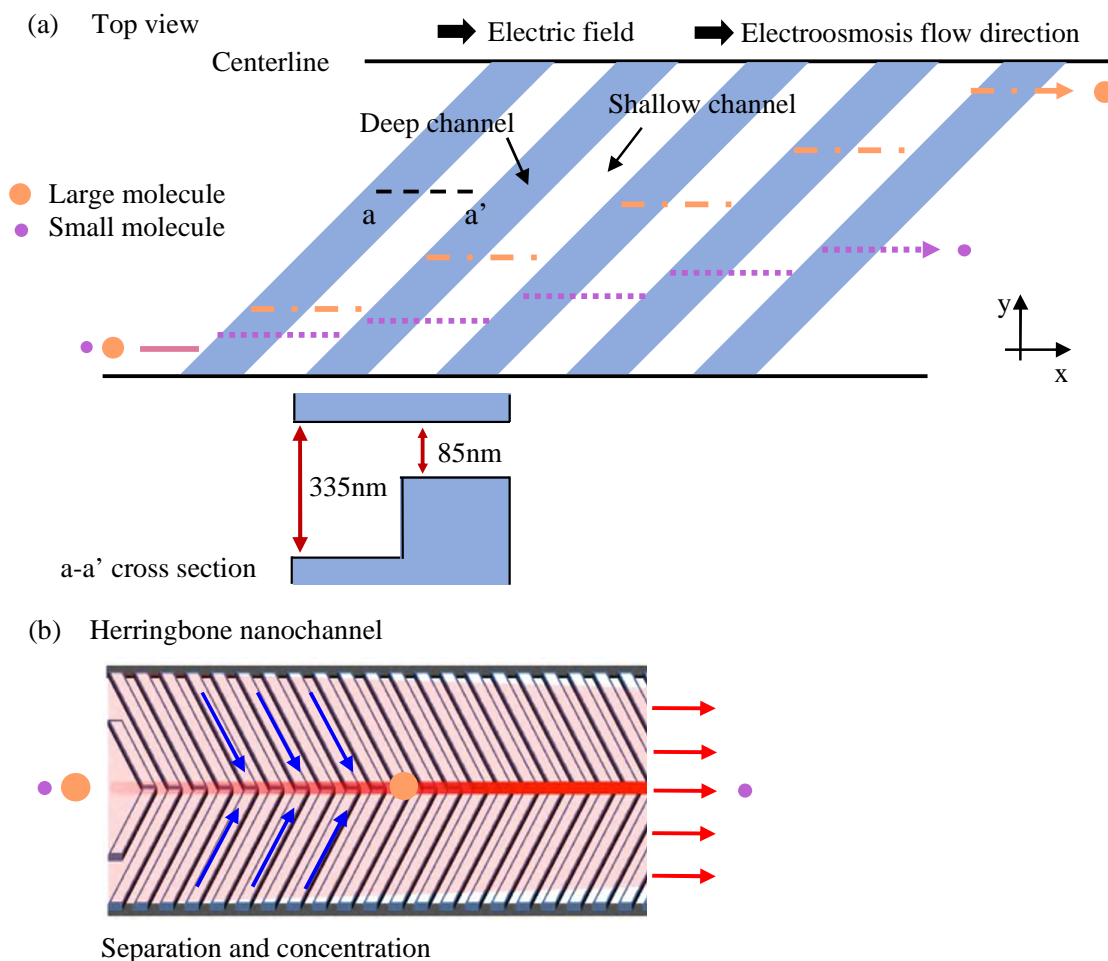 (a) Top view
Electric field
Electroosmosis flow direction
Centerline
Shallow channel
Deep channel
Large molecule
a a’
Small molecule
y
x
85nm
335nm
a-a’ cross section
(b) Herringbone nanochannel
Separation and concentration